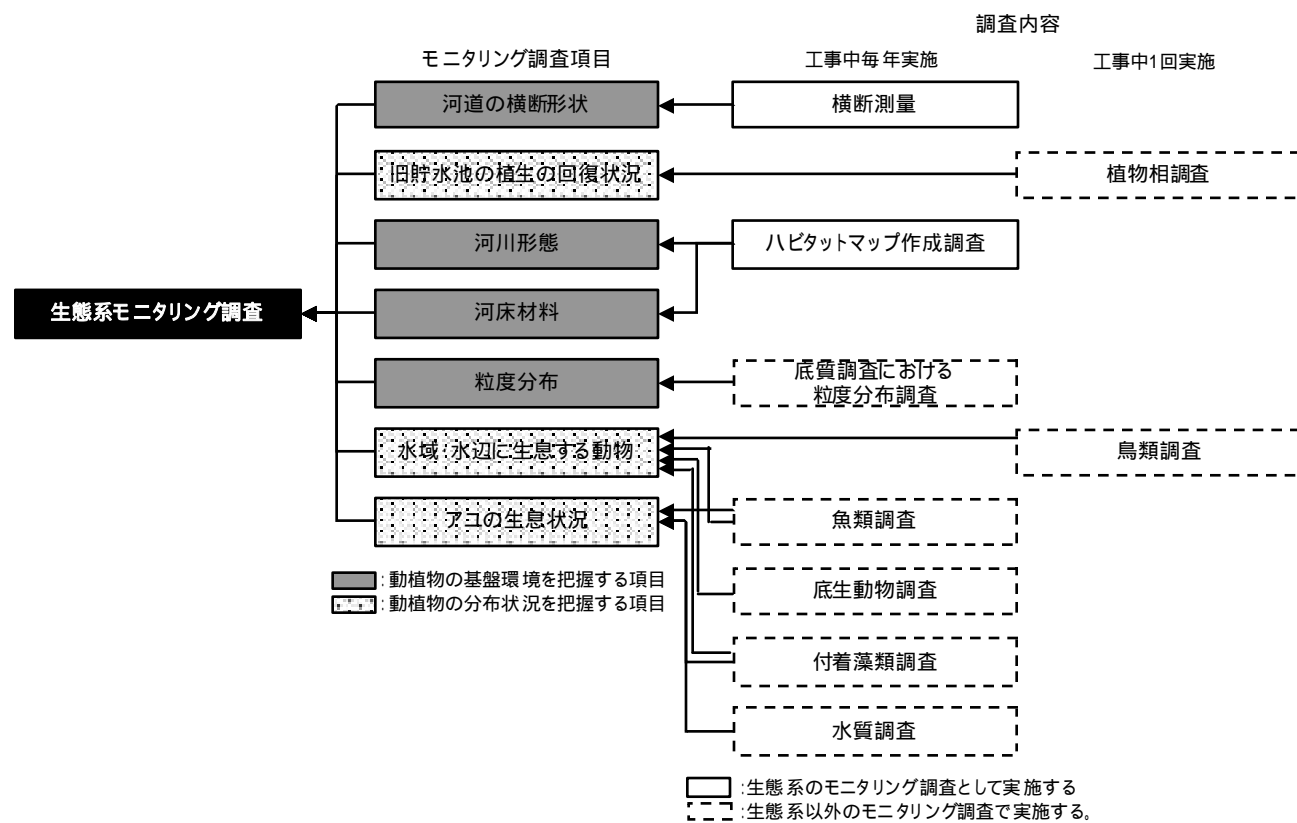 調査内容
モニタリング調査項目
工事中毎年実施
工事中1回実施
河道の横断形状
横断測量
旧貯水池の植生の回復状況
植物相調査
河川形態
ハビタットマップ作成調査
生態系モニタリング調査
河床材料
粒度分布
底質調査における
粒度分布調査
水域・水辺に生息する動物
鳥類調査
アユの生息状況
魚類調査
:動植物の基盤環境を把握する項目
:動植物の分布状況を把握する項目
底生動物調査
付着藻類調査
水質調査
:生態系のモニタリング調査として実施する
:生態系以外のモニタリング調査で実施する。